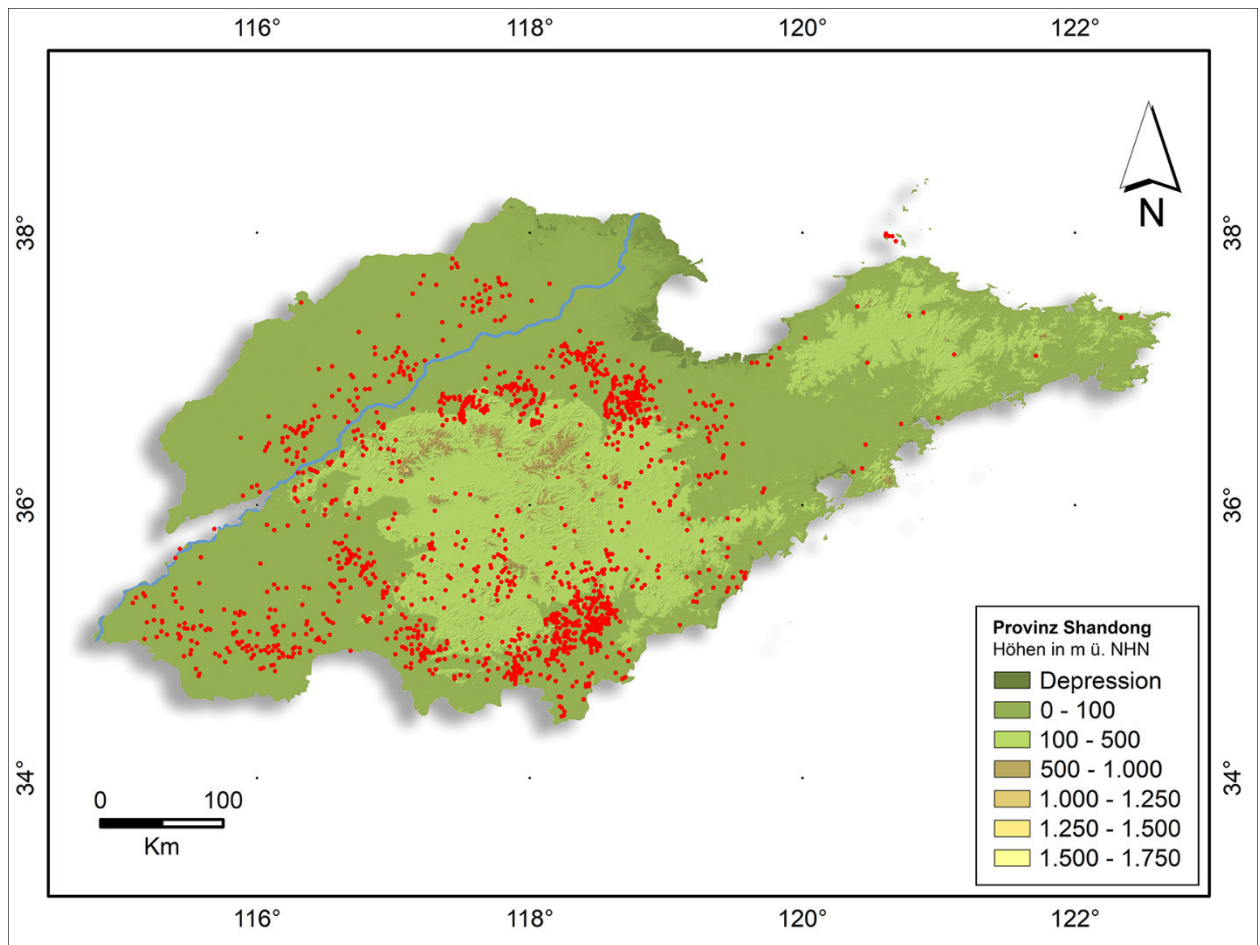 116° 118° 120° 122°
38° 38°
36° 36°
34° 34°
N
0 100
Km
Provinz Shandong
Höhen in m ü. NHN
Depression
0 - 100
100 - 500
500 - 1.000
1.000 - 1.250
1.250 - 1.500
1.500 - 1.750
116° 118° 120° 122°